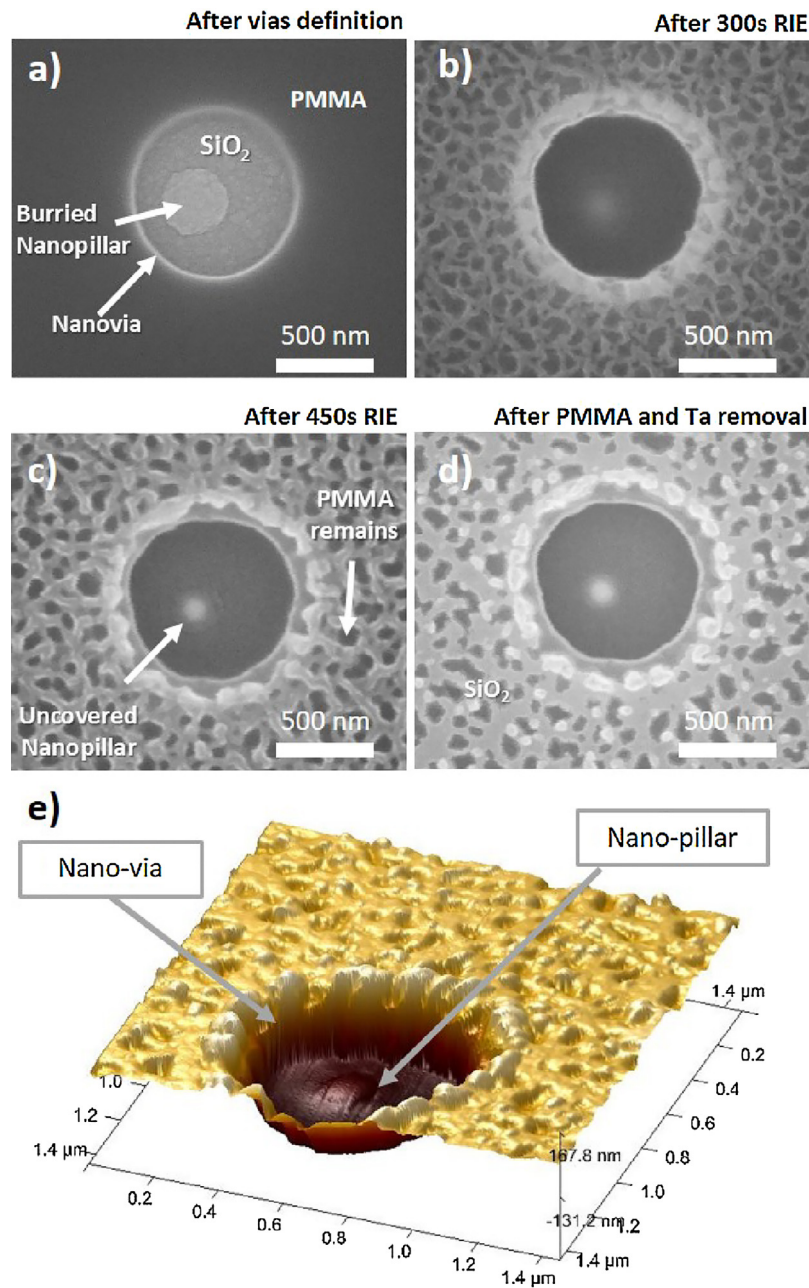 After vias definition
a)
PMMA
SiO2
Burried
Nanopillar
Nanovia
500 nm
After 300s RIE
b)
500 nm
After 450s RIE
c)
PMMA
remains
Uncovered
Nanopillar
500 nm
After PMMA and Ta removal
d)
SiO2
500 nm
e)
Nano-via
Nano-pillar
1.4 µm
0.2
0.4
0.6
0.8
1.0
1.2
1.4 µm
1.0
1.2
1.4 µm
0.2
0.4
0.6
0.8
1.0
1.2
1.4 µm
167.8 nm
-131.2 nm